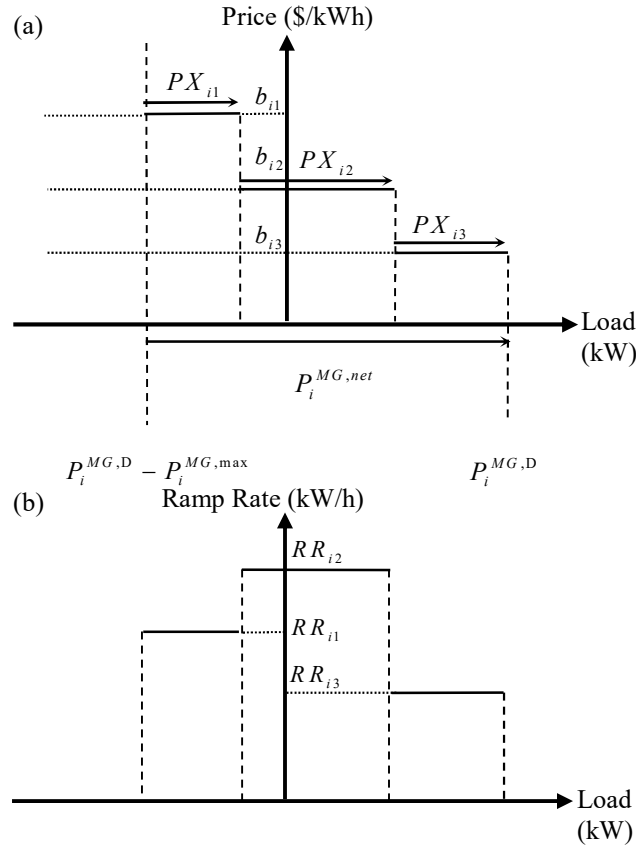 (a)
Price ($/kWh)
PX_{i1}
b_{i1}
b_{i2}
PX_{i2}
b_{i3}
PX_{i3}
Load
(kW)
P_i^{MG,net}
P_i^{MG,D} − P_i^{MG,max}
P_i^{MG,D}
(b)
Ramp Rate (kW/h)
RR_{i2}
RR_{i1}
RR_{i3}
Load
(kW)